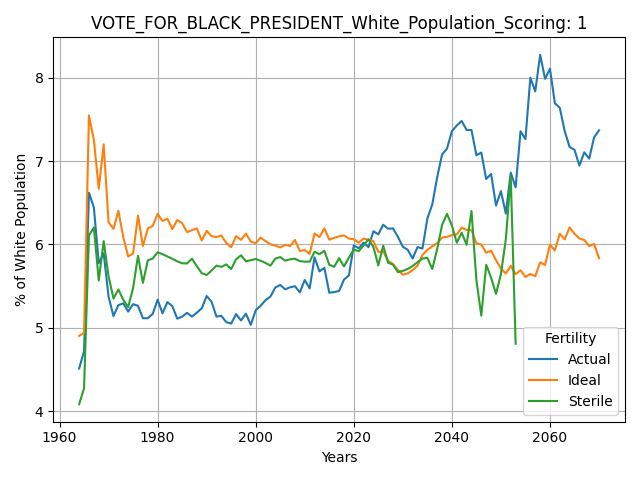 VOTE_FOR_BLACK_PRESIDENT_White_Population_Scoring: 1
% of White Population
8
7
6
5
4
1960
1980
2000
2020
2040
2060
Years
Fertility
Actual
Ideal
Sterile